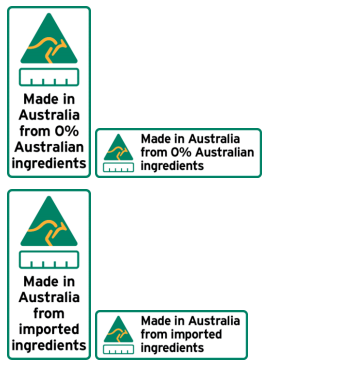 Made in
Australia
from 0%
Australian
ingredients
Made in Australia
from 0% Australian
ingredients
Made in
Australia
from
imported
ingredients
Made in Australia
from imported
ingredients